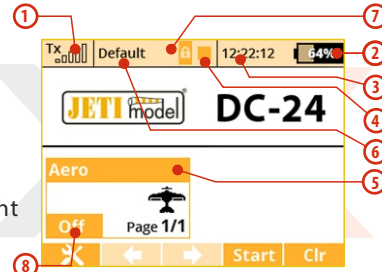 1
7
Tx Default 12:22:12 64%
2
3
4
JETI model DC-24
6
Aero
5
nt
Off Page 1/1
Start Clr
8